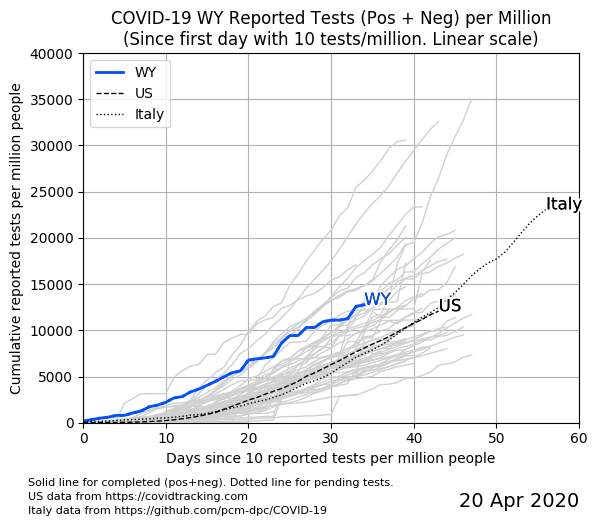 COVID-19 WY Reported Tests (Pos + Neg) per Million
(Since first day with 10 tests/million. Linear scale)
Cumulative reported tests per million people
40000
35000
30000
25000
20000
15000
10000
5000
0
WY
US
Italy
Italy
WY
US
0 10 20 30 40 50 60
Days since 10 reported tests per million people
Solid line for completed (pos+neg). Dotted line for pending tests.
US data from https://covidtracking.com
Italy data from https://github.com/pcm-dpc/COVID-19
20 Apr 2020